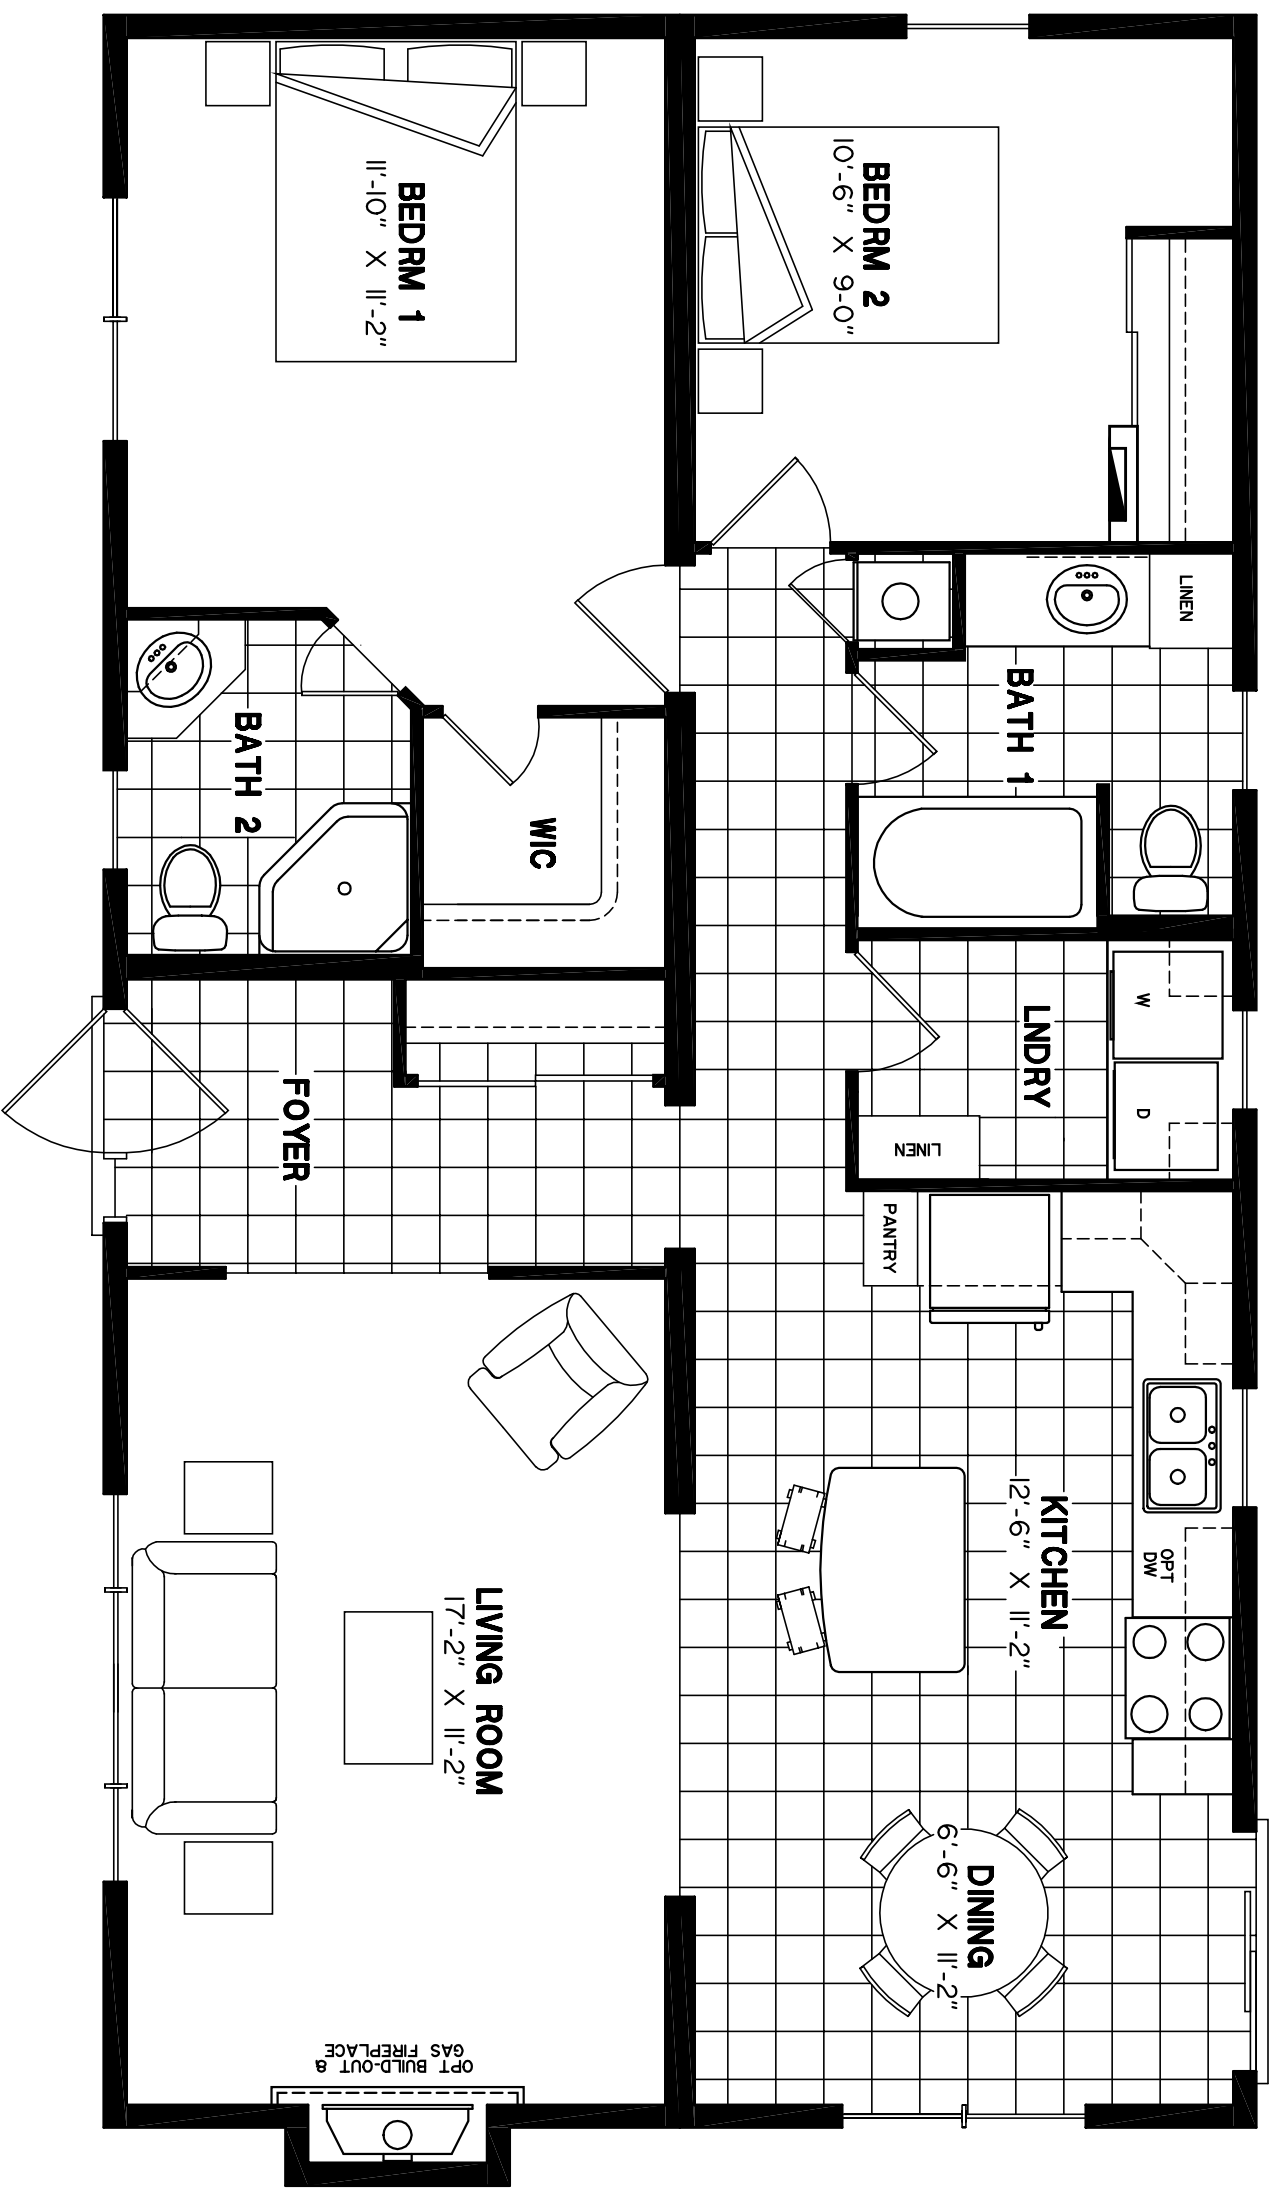 BEDRM 2
10'-6" X 9-0"
LINEN
BATH 1
W
D
LNDRY
LINEN
PANTRY
KITCHEN
12'-6" X 11'-2"
OPT
DW
DINING
6'-6" X 11'-2"
BEDRM 1
11'-10" X 11'-2"
BATH 2
WIC
FOYER
LIVING ROOM
17'-2" X 11'-2"
OPT BUILD-OUT &
GAS FIREPLACE